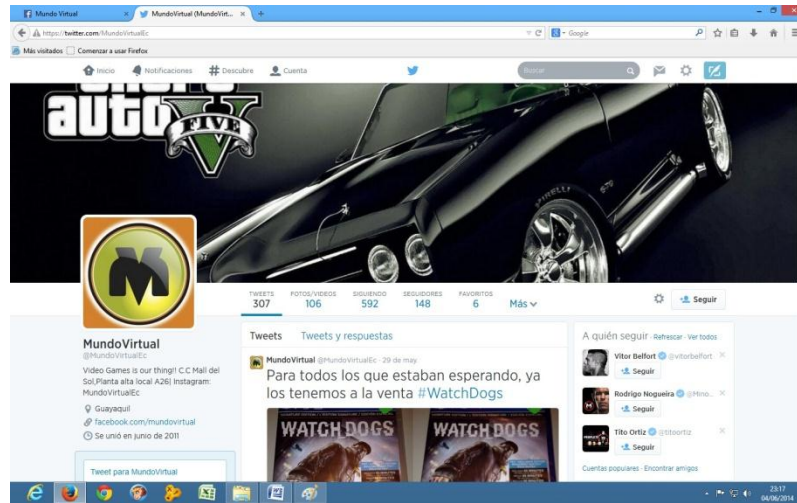 Mundo Virtual
MundoVirtual (MundoVirt...
https://twitter.com/MundoVirtualEc
Google
Más visitados
Comenzar a usar Firefox
Inicio
Notificaciones
Descubre
Cuenta
Buscar
auto
FIVE
PIRELLI
TWEETS
307
FOTOS/VIDEOS
106
SIGUIENDO
592
SEGUIDORES
148
FAVORITOS
6
Más
Seguir
MundoVirtual
@MundoVirtualEc
Video Games is our thing!! C.C Mall del
Sol,Planta alta local A26| Instagram:
MundoVirtualEc
Guayaquil
facebook.com/mundovirtual
Se unió en junio de 2011
Tweet para MundoVirtual
Tweets Tweets y respuestas
MundoVirtual @MundoVirtualEc · 29 de may.
Para todos los que estaban esperando, ya
los tenemos a la venta #WatchDogs
WATCH DOGS
WATCH DOGS
A quién seguir · Refrescar · Ver todos
Vitor Belfort @vitorbelfort
Seguir
Rodrigo Nogueira @Mino...
Seguir
Tito Ortiz @titoortiz
Seguir
Cuentas populares · Encontrar amigos
23:17
04/06/2014